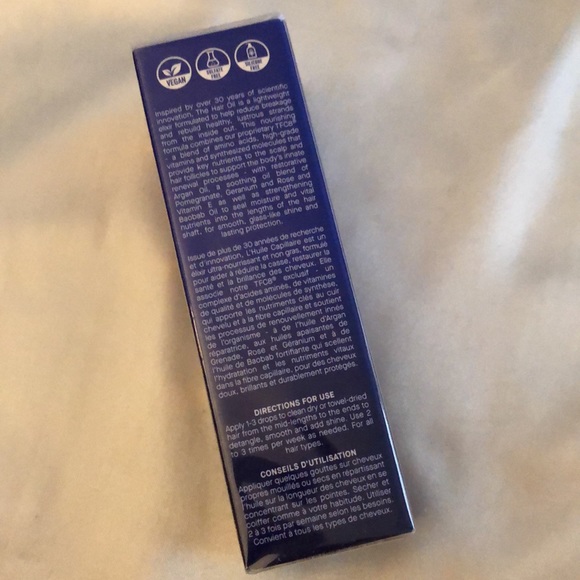 VEGAN
SULFATE
FREE
SILICONE
FREE
Inspired by over 30 years of scientific
innovation, The Hair Oil is a lightweight
elixir formulated to help reduce breakage
and rebuild healthy, lustrous strands
from the inside out. This nourishing
formula combines our proprietary TFC8®
- a blend of amino acids, high-grade
vitamins and synthesized molecules that
provide key nutrients to the scalp and
hair follicles to support the body's innate
renewal processes - with restorative
Argan Oil, a soothing oil blend of
Pomegranate, Geranium and Rose and
Vitamin E as well as strengthening
Baobab Oil to seal moisture and vital
nutrients into the lengths of the hair
shaft, for smooth, glass-like shine and
lasting protection.
Issue de plus de 30 années de recherche
et d'innovation, L'Huile Capillaire est un
élixir ultra-nourrissant et non gras, formulé
pour aider à réduire la casse, restaurer la
santé et la brillance des cheveux. Elle
associe notre TFC8® exclusif - un
complexe d'acides aminés, de vitamines
de qualité et de molécules de synthèse,
qui apporte les nutriments clés au cuir
chevelu et à la fibre capillaire et soutient
les processus de renouvellement innés
de l'organisme - à de l'huile d'Argan
réparatrice, aux huiles apaisantes de
Grenade, Rose et Géranium et à de
l'huile de Baobab fortifiante qui scellent
l'hydratation et les nutriments vitaux
dans la fibre capillaire, pour des cheveux
doux, brillants et durablement protégés.
DIRECTIONS FOR USE
Apply 1-3 drops to clean dry or towel-dried
hair from the mid-lengths to the ends to
detangle, smooth and add shine. Use 2
to 3 times per week as needed. For all
hair types.
CONSEILS D'UTILISATION
Appliquer quelques gouttes sur cheveux
propres mouillés ou secs en répartissant
l'huile sur la longueur des cheveux en se
concentrant sur les pointes. Sécher et
coiffer comme à votre habitude. Utiliser
2 à 3 fois par semaine selon les besoins.
Convient à tous les types de cheveux.